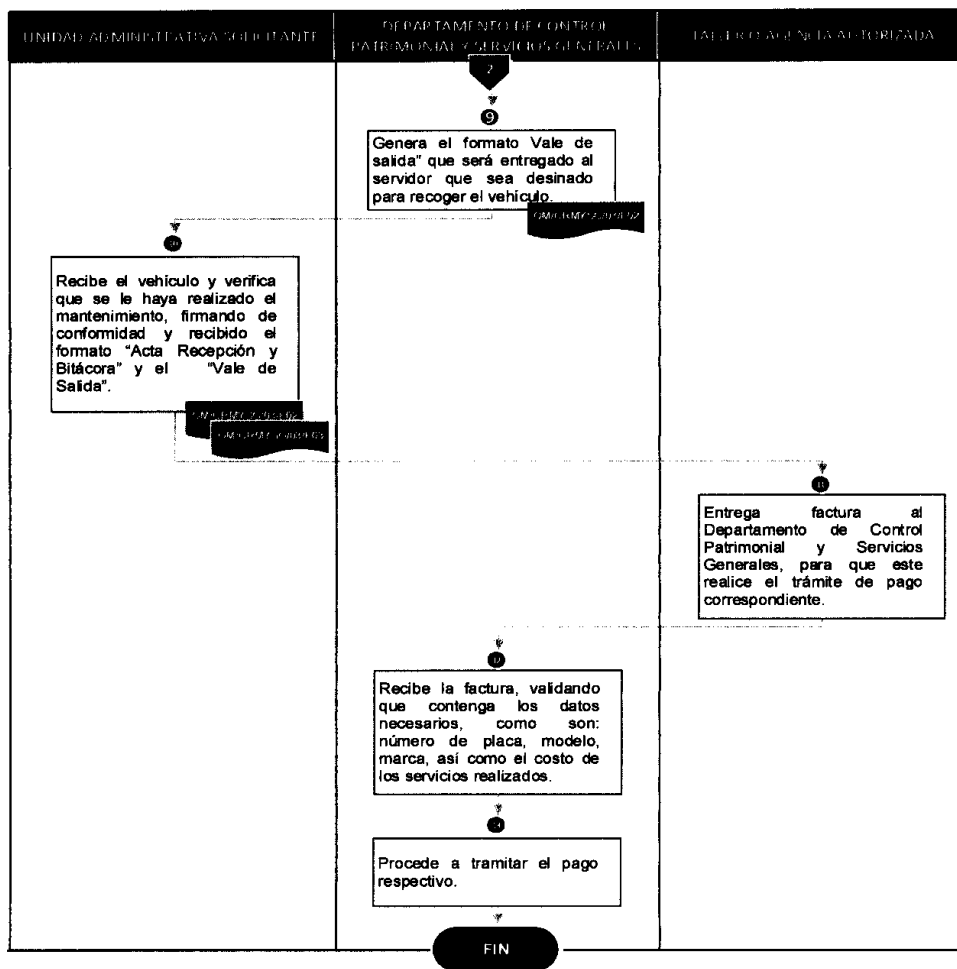 UNIDAD ADMINISTRATIVA SOLICITANTE
DEPARTAMENTO DE CONTROL
PATRIMONIAL Y SERVICIOS GENERALES
TALLER O AGENCIA AUTORIZADA
2
9
Genera el formato Vale de
salida" que será entregado al
servidor que sea desinado
para recoger el vehículo.
10
Recibe el vehículo y verifica
que se le haya realizado el
mantenimiento, firmando de
conformidad y recibido el
formato "Acta Recepción y
Bitácora" y el "Vale de
Salida".
11
Entrega factura al
Departamento de Control
Patrimonial y Servicios
Generales, para que este
realice el trámite de pago
correspondiente.
12
Recibe la factura, validando
que contenga los datos
necesarios, como son:
número de placa, modelo,
marca, así como el costo de
los servicios realizados.
Procede a tramitar el pago
respectivo.
FIN